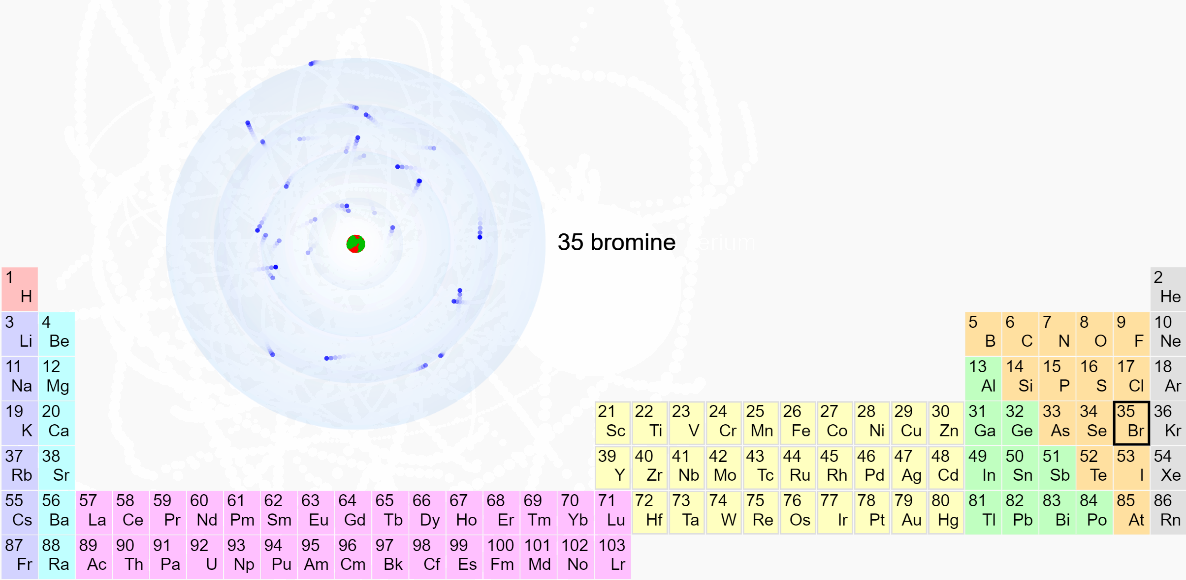 35 bromine
1 2
H He
3 4 5 6 7 8 9 10
Li Be B C N O F Ne
11 12 13 14 15 16 17 18
Na Mg Al Si P S Cl Ar
19 20 21 22 23 24 25 26 27 28 29 30 31 32 33 34 35 36
K Ca Sc Ti V Cr Mn Fe Co Ni Cu Zn Ga Ge As Se Br Kr
37 38 39 40 41 42 43 44 45 46 47 48 49 50 51 52 53 54
Rb Sr Y Zr Nb Mo Tc Ru Rh Pd Ag Cd In Sn Sb Te I Xe
55 56 57 58 59 60 61 62 63 64 65 66 67 68 69 70 71 72 73 74 75 76 77 78 79 80 81 82 83 84 85 86
Cs Ba La Ce Pr Nd Pm Sm Eu Gd Tb Dy Ho Er Tm Yb Lu Hf Ta W Re Os Ir Pt Au Hg Tl Pb Bi Po At Rn
87 88 89 90 91 92 93 94 95 96 97 98 99 100 101 102 103
Fr Ra Ac Th Pa U Np Pu Am Cm Bk Cf Es Fm Md No Lr